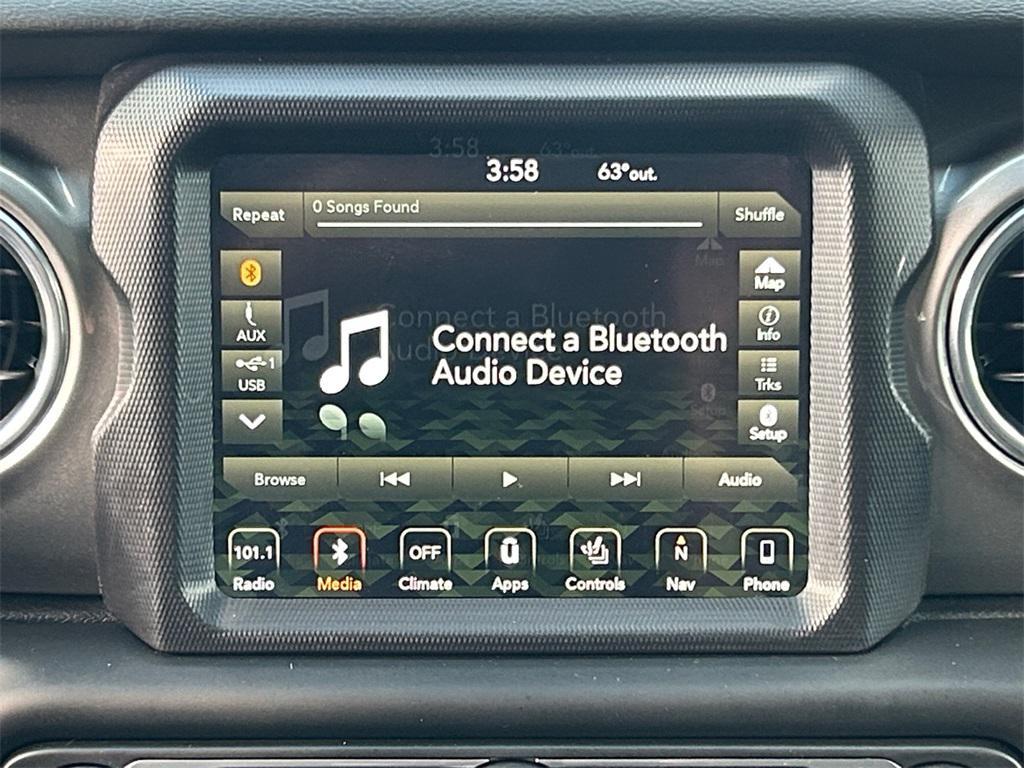 3:58 63°out.
Repeat 0 Songs Found Shuffle
Map
AUX Info
1
USB Trks
Connect a Bluetooth
Audio Device
Setup
Browse Audio
101.1 OFF N
Radio Media Climate Apps Controls Nav Phone